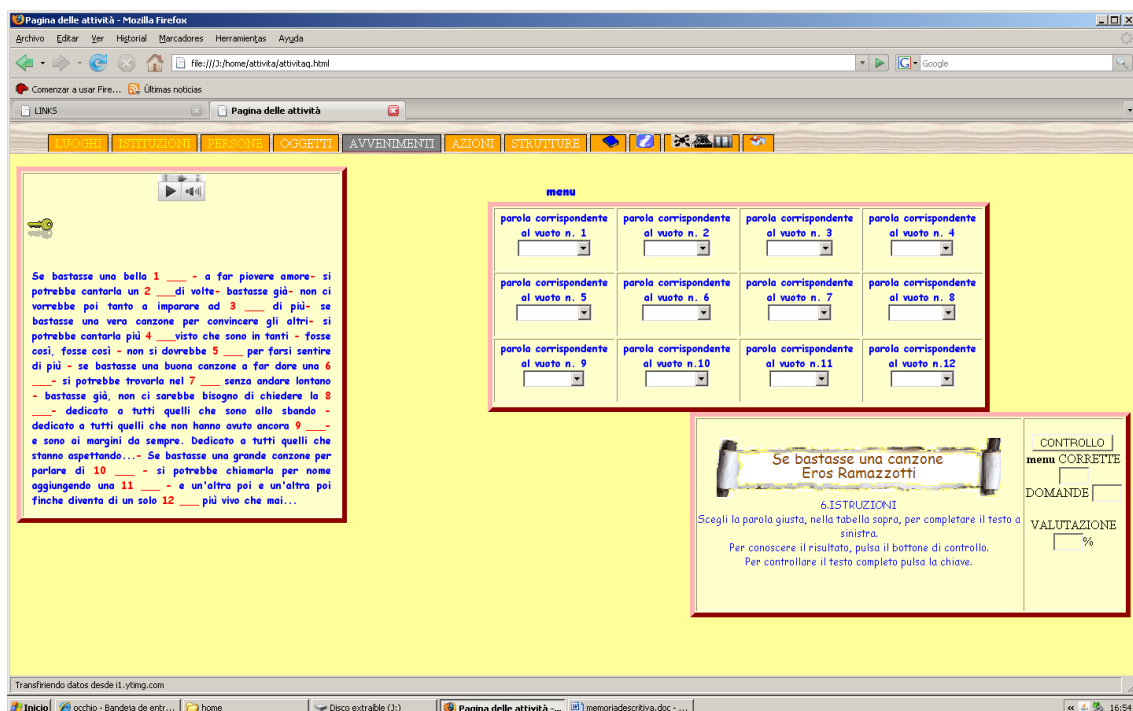 Pagina delle attività - Mozilla Firefox
Archivo Editar Ver Historial Marcadores Herramientas Ayuda
file:///J:/home/attivita/attivitaq.html
Google
Comenzar a usar Fire... Últimas noticias
LINKS
Pagina delle attività
LUOGHI ISTITUZIONI PERSONE OGGETTI AVVENIMENTI AZIONI STRUTTURE
Se bastasse una bella 1 ___ - a far piovere amore- si
potrebbe cantarla un 2 ___di volte- bastasse già- non ci
vorrebbe poi tanto a imparare ad 3 ___ di più- se
bastasse una vera canzone per convincere gli altri- si
potrebbe cantarla più 4 ___visto che sono in tanti - fosse
così, fosse così - non si dovrebbe 5 ___ per farsi sentire
di più - se bastasse una buona canzone a far dare una 6
___- si potrebbe trovarla nel 7 ___ senza andare lontano
- bastasse già, non ci sarebbe bisogno di chiedere la 8
___- dedicato a tutti quelli che sono allo sbando -
dedicato a tutti quelli che non hanno avuto ancora 9 ___-
e sono ai margini da sempre. Dedicato a tutti quelli che
stanno aspettando...- Se bastasse una grande canzone per
parlare di 10 ___ - si potrebbe chiamarla per nome
aggiungendo una 11 ___ - e un'altra poi e un'altra poi
finche diventa di un solo 12 ___ più vivo che mai...
menu
parola corrispondente al vuoto n. 1
parola corrispondente al vuoto n. 2
parola corrispondente al vuoto n. 3
parola corrispondente al vuoto n. 4
parola corrispondente al vuoto n. 5
parola corrispondente al vuoto n. 6
parola corrispondente al vuoto n. 7
parola corrispondente al vuoto n. 8
parola corrispondente al vuoto n. 9
parola corrispondente al vuoto n.10
parola corrispondente al vuoto n.11
parola corrispondente al vuoto n.12
Se bastasse una canzone
Eros Ramazzotti
6.ISTRUZIONI
Scegli la parola giusta, nella tabella sopra, per completare il testo a
sinistra.
Per conoscere il risultato, pulsa il bottone di controllo.
Per controllare il testo completo pulsa la chiave.
CONTROLLO
menu CORRETTE
DOMANDE
VALUTAZIONE
%
Transfiriendo datos desde i1.ytimg.com
Inicio
occhio - Bandeja de entr...
home
Disco extraíble (J:)
Pagina delle attività -...
memoriadescritiva.doc - ...
16:54